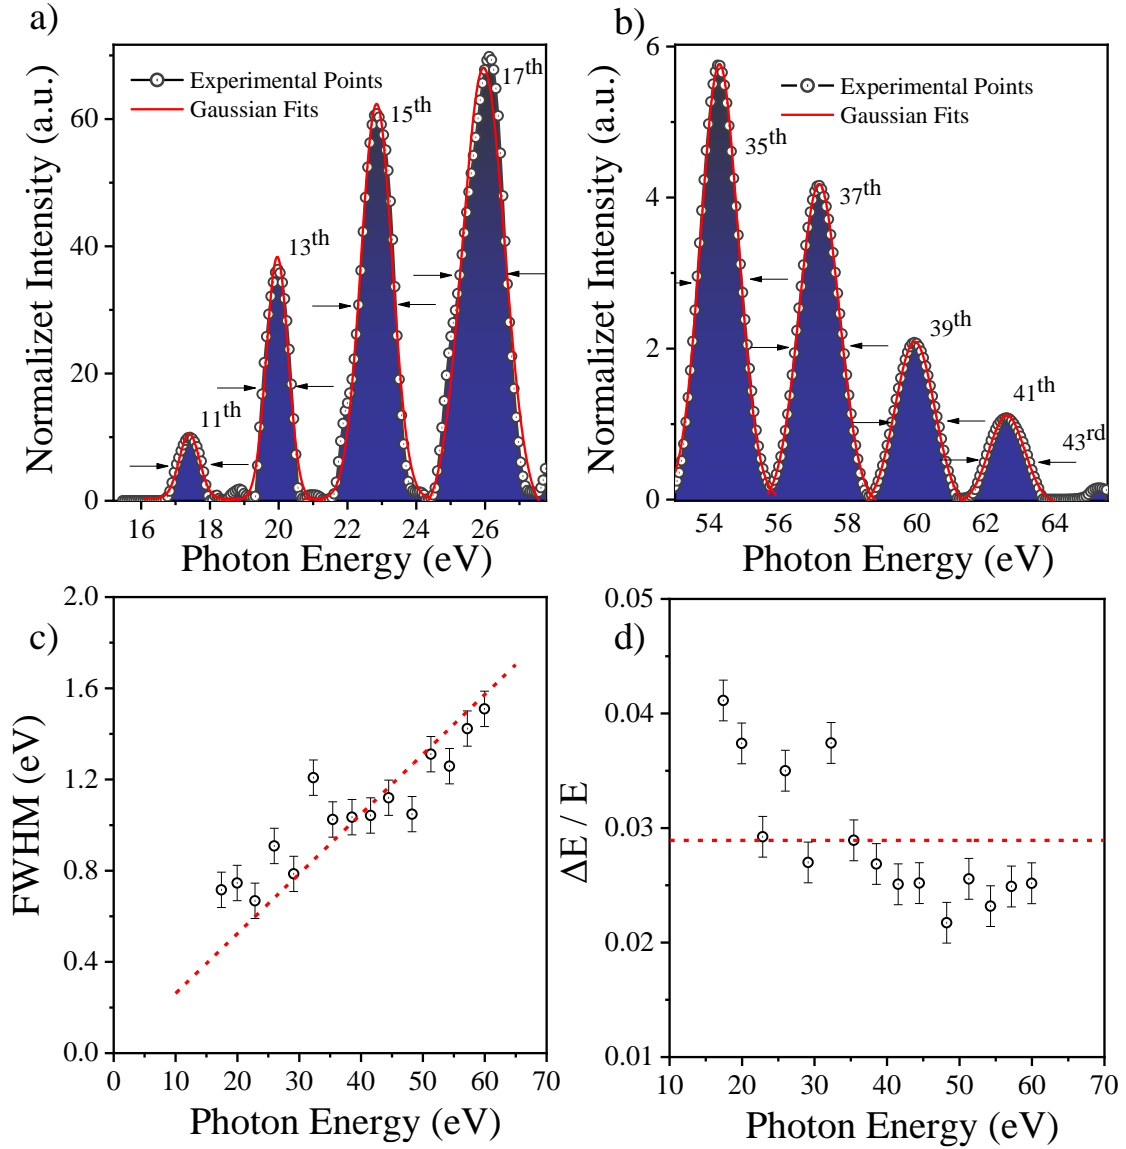 a)
Normalizet Intensity (a.u.)
60
40
20
0
Experimental Points
Gaussian Fits
11th
13th
15th
17th
16 18 20 22 24 26
Photon Energy (eV)
b)
Normalizet Intensity (a.u.)
6
4
2
0
Experimental Points
Gaussian Fits
35th
37th
39th
41th
43rd
54 56 58 60 62 64
Photon Energy (eV)
c)
FWHM (eV)
2.0
1.6
1.2
0.8
0.4
0.0
0 10 20 30 40 50 60 70
Photon Energy (eV)
d)
ΔE / E
0.05
0.04
0.03
0.02
0.01
10 20 30 40 50 60 70
Photon Energy (eV)